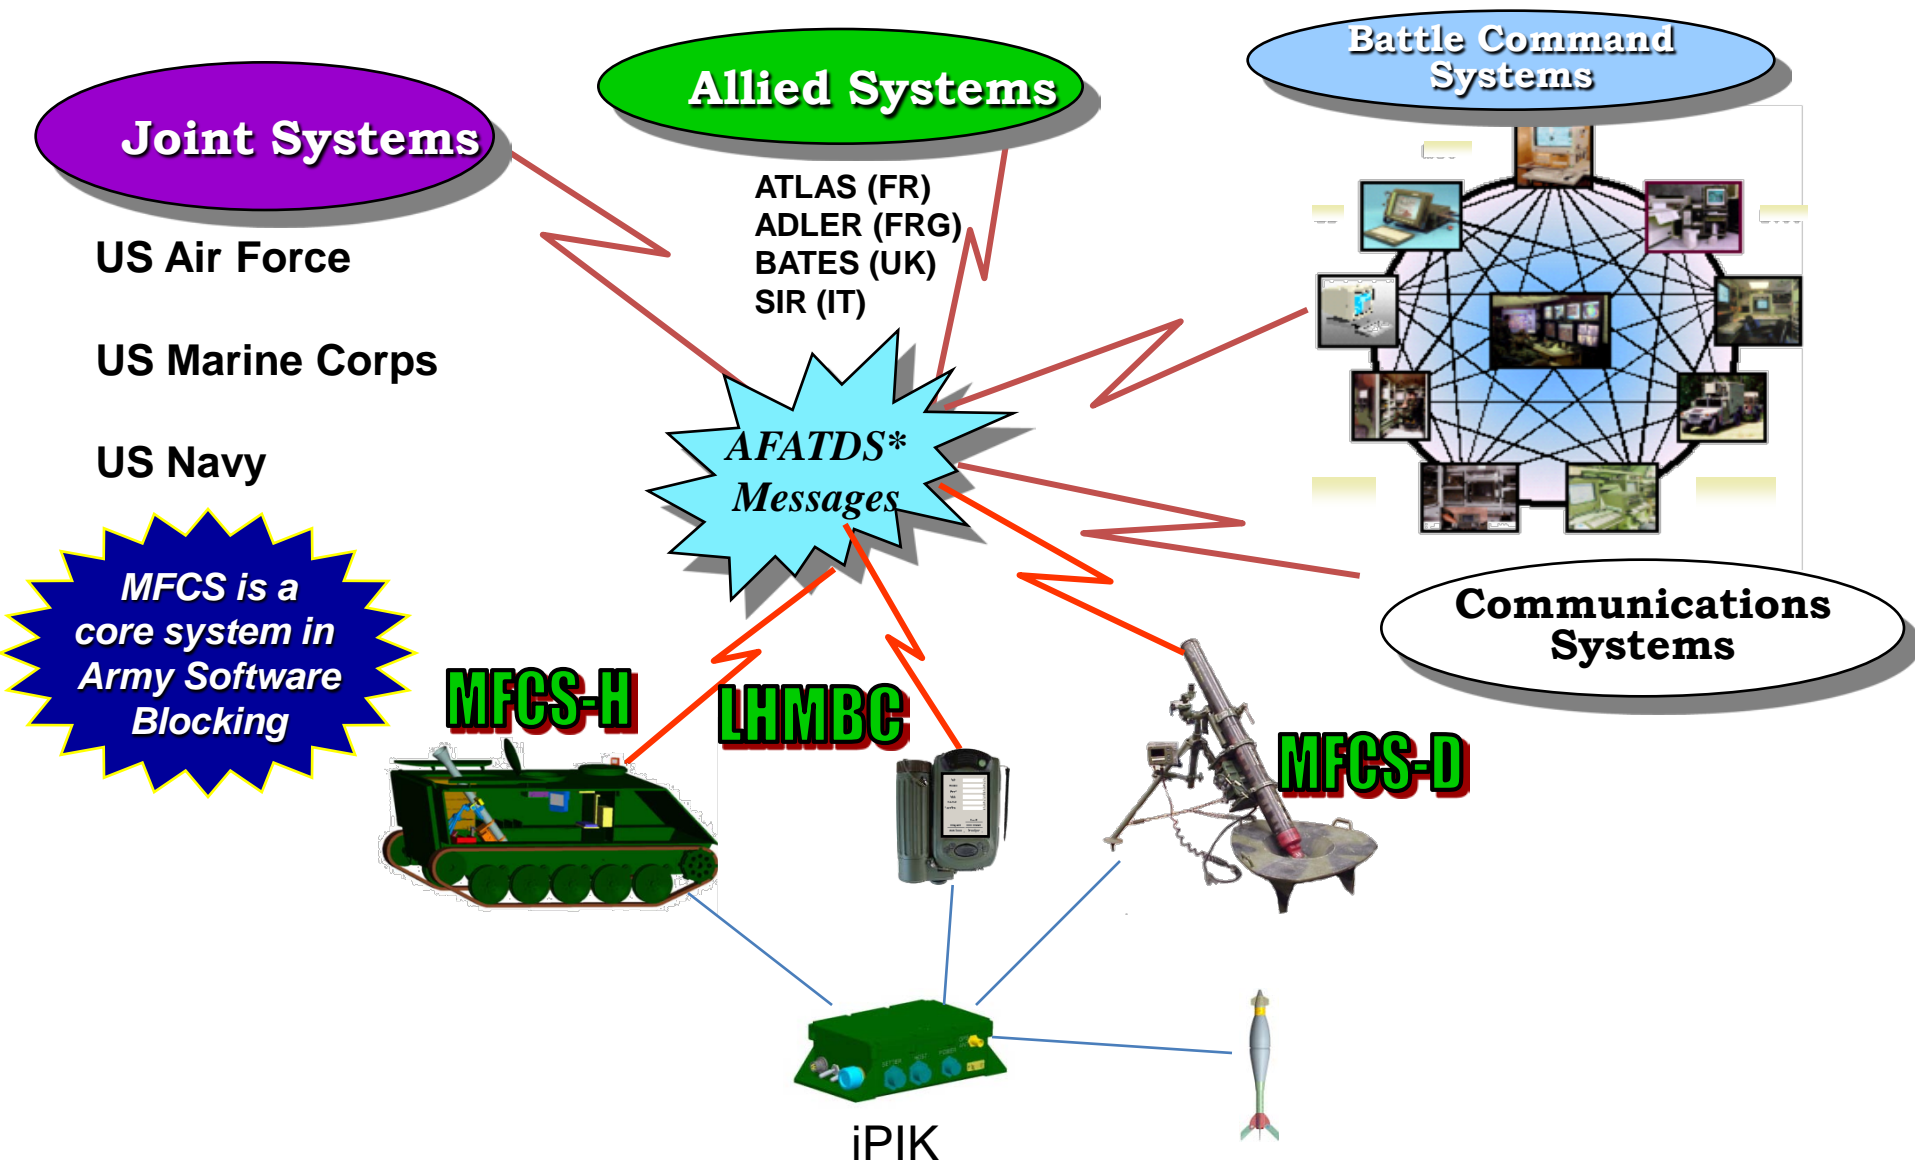 Joint Systems
US Air Force
US Marine Corps
US Navy
Allied Systems
ATLAS (FR)
ADLER (FRG)
BATES (UK)
SIR (IT)
Battle Command
Systems
AFATDS*
Messages
MFCS is a
core system in
Army Software
Blocking
Communications
Systems
MFCS-H
LHMBC
MFCS-D
HOST
POWER
iPIK